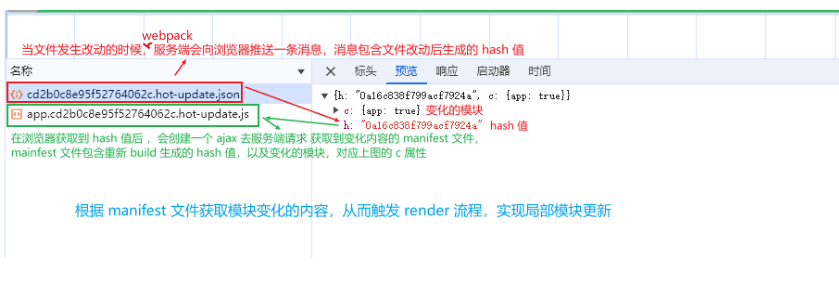 webpack
当文件发生改动的时候，服务端会向浏览器推送一条消息，消息包含文件改动后生成的 hash 值
名称
标头 预览 响应 启动器 时间
cd2b0c8e95f52764062c.hot-update.json
{h: "0a16c838f799acf7924a", c: {app: true}}
app.cd2b0c8e95f52764062c.hot-update.js
c: {app: true} 变化的模块
h: "0a16c838f799acf7924a" hash 值
在浏览器获取到 hash 值后 ，会创建一个 ajax 去服务端请求 获取到变化内容的 manifest 文件，
mainfest 文件包含重新 build 生成的 hash 值，以及变化的模块，对应上图的 c 属性
根据 manifest 文件获取模块变化的内容，从而触发 render 流程，实现局部模块更新